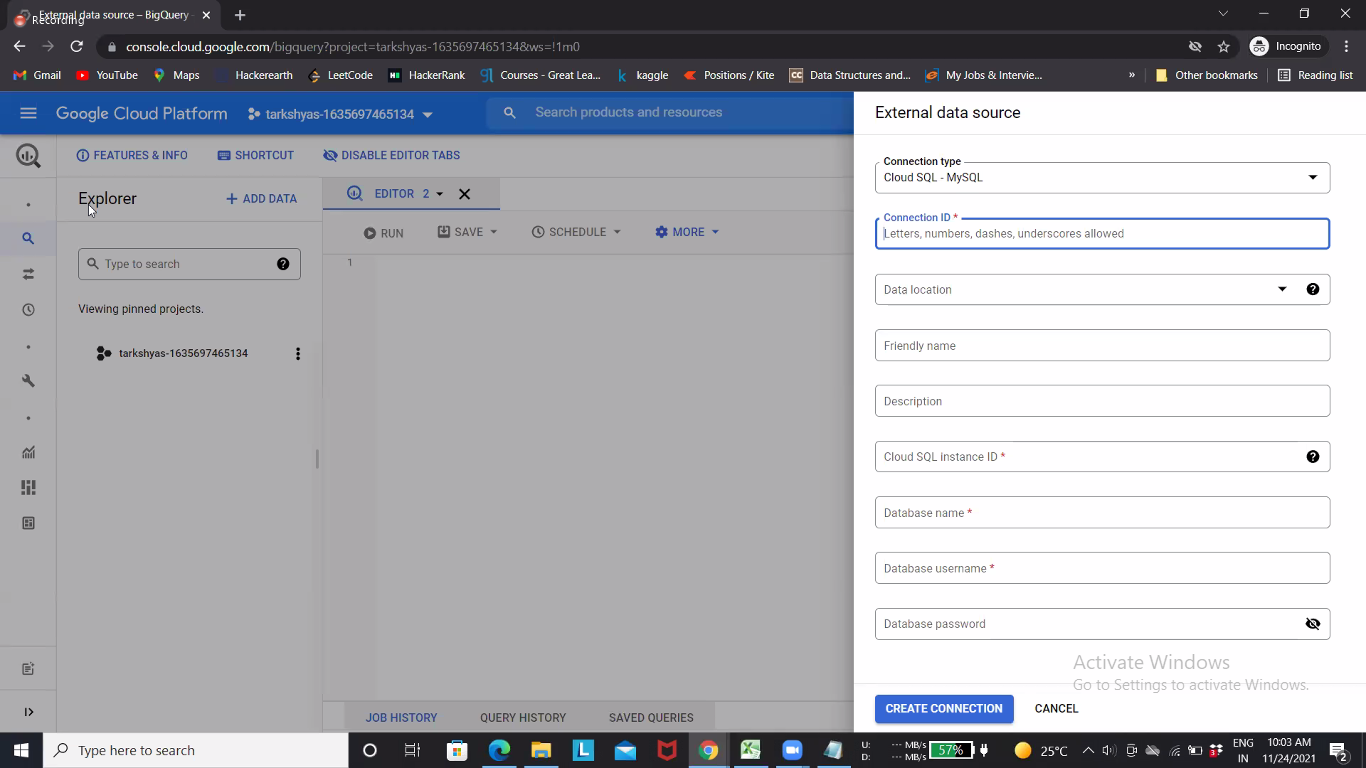 External data source – BigQuery -
Recording
console.cloud.google.com/bigquery?project=tarkshyas-1635697465134&ws=!1m0
Incognito
Gmail
YouTube
Maps
Hackerearth
LeetCode
HackerRank
Courses - Great Lea...
kaggle
Positions / Kite
Data Structures and...
My Jobs & Intervie...
»
Other bookmarks
Reading list
Google Cloud Platform
tarkshyas-1635697465134
Search products and resources
External data source
FEATURES & INFO
SHORTCUT
DISABLE EDITOR TABS
Connection type
Cloud SQL - MySQL
Explorer
+ ADD DATA
EDITOR 2
Connection ID *
Letters, numbers, dashes, underscores allowed
RUN
SAVE
SCHEDULE
MORE
Type to search
1
Data location
Viewing pinned projects.
Friendly name
tarkshyas-1635697465134
Description
Cloud SQL instance ID *
Database name *
Database username *
Database password
Activate Windows
Go to Settings to activate Windows.
CREATE CONNECTION
CANCEL
JOB HISTORY
QUERY HISTORY
SAVED QUERIES
Type here to search
U: --- MB/s
D: --- MB/s
57%
25°C
ENG
IN
10:03 AM
11/24/2021
2